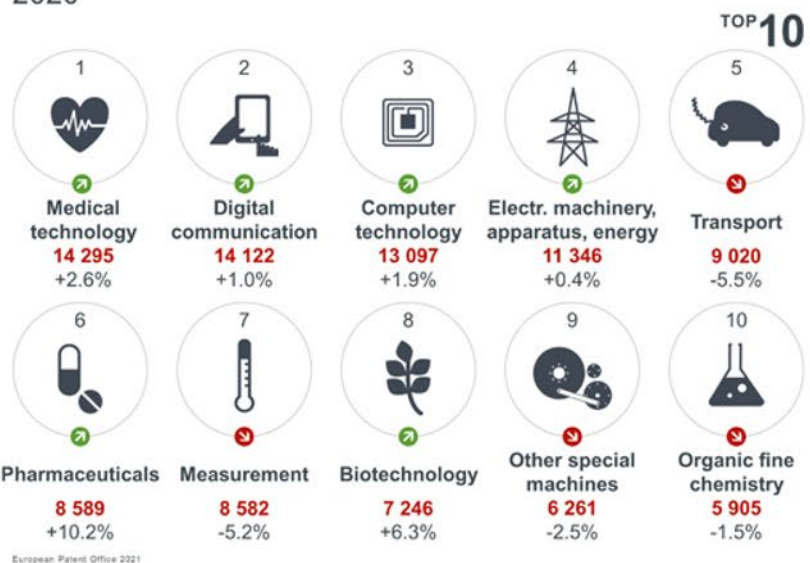 2020
TOP 10
1
2
3
4
5
Medical
technology
14 295
+2.6%
Digital
communication
14 122
+1.0%
Computer
technology
13 097
+1.9%
Electr. machinery,
apparatus, energy
11 346
+0.4%
Transport
9 020
-5.5%
6
7
8
9
10
Pharmaceuticals
8 589
+10.2%
Measurement
8 582
-5.2%
Biotechnology
7 246
+6.3%
Other special
machines
6 261
-2.5%
Organic fine
chemistry
5 905
-1.5%
European Patent Office 2021